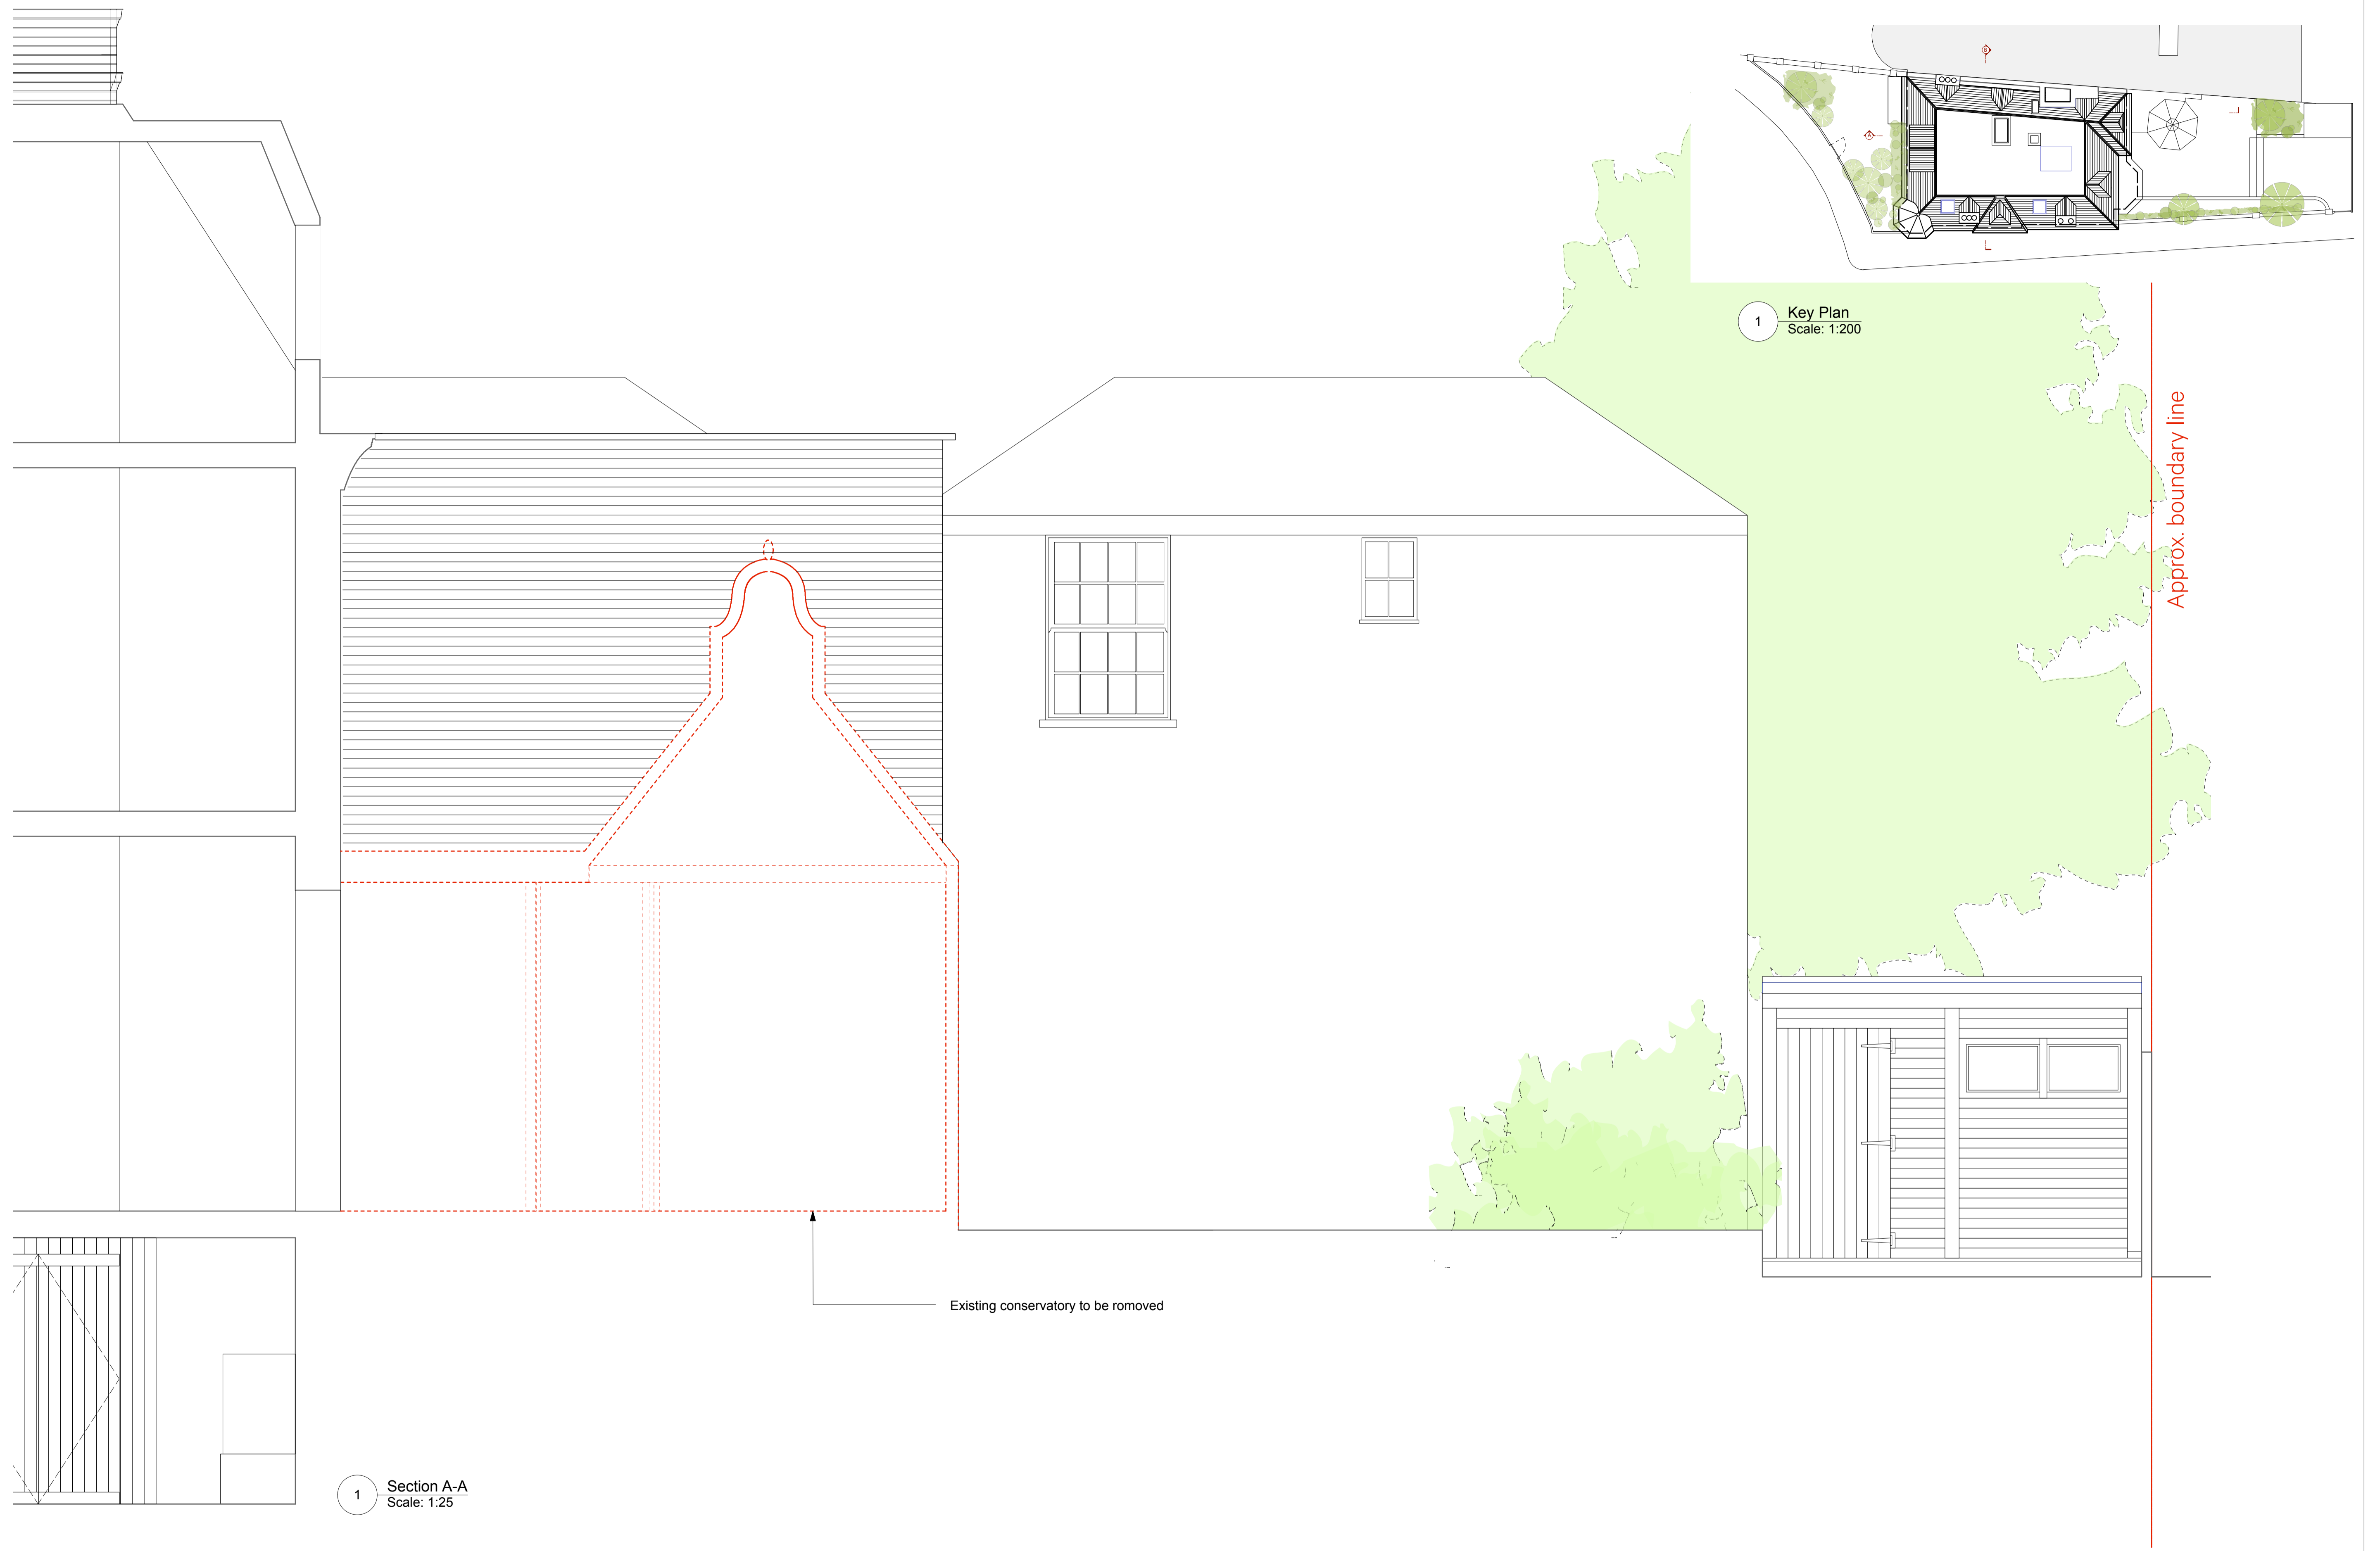 B
A
1
Key Plan
Scale: 1:200
Approx. boundary line
Existing conservatory to be romoved
1
Section A-A
Scale: 1:25